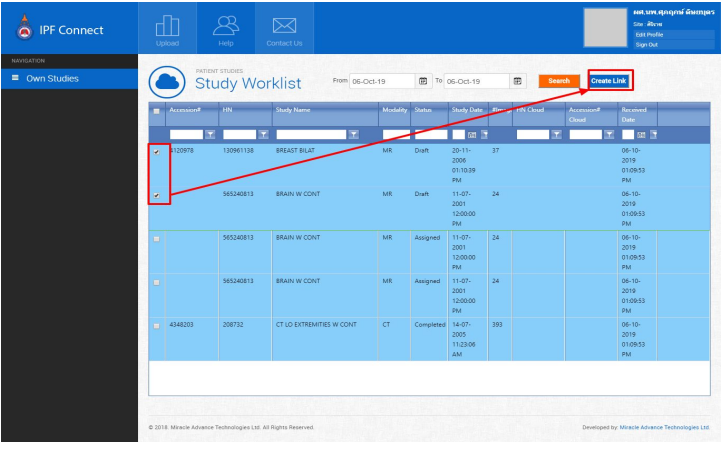 IPF Connect
Upload
Help
Contact Us
Site : ศิริราช
Edit Profile
Sign Out
NAVIGATION
Own Studies
PATIENT STUDIES
Study Worklist
From 06-Oct-19 To 06-Oct-19 Search Create Link
Accession# HN Study Name Modality Status Study Date HN Cloud Accession# Cloud Received Date
4120978 130961138 BREAST BILAT MR Draft 20-11-2006 01:10:39 PM 37 06-10-2019 01:09:53 PM
565240813 BRAIN W CONT MR Draft 11-07-2001 12:00:00 PM 24 06-10-2019 01:09:53 PM
565240813 BRAIN W CONT MR Assigned 11-07-2001 12:00:00 PM 24 06-10-2019 01:09:53 PM
565240813 BRAIN W CONT MR Assigned 11-07-2001 12:00:00 PM 24 06-10-2019 01:09:53 PM
4348203 208732 CT LO EXTREMITIES W CONT CT Completed 14-07-2005 11:23:06 AM 393 06-10-2019 01:09:53 PM
© 2018. Miracle Advance Technologies Ltd. All Rights Reserved.
Developed by: Miracle Advance Technologies Ltd.